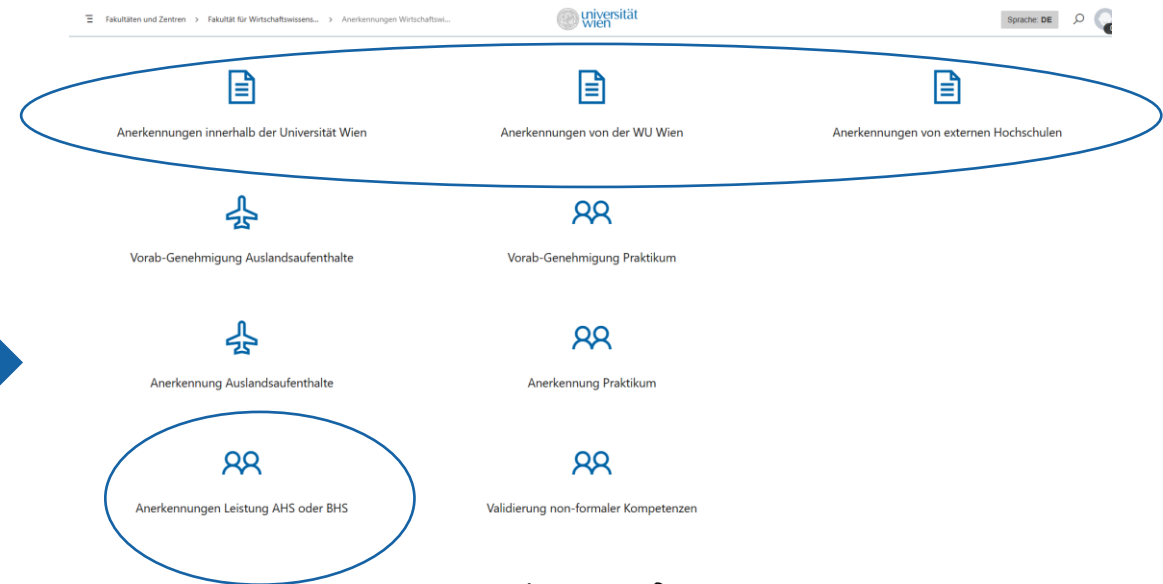 Fakultäten und Zentren > Fakultät für Wirtschaftswissens... > Anerkennungen Wirtschaftswi...
universität
wien
Sprache: DE
Anerkennungen innerhalb der Universität Wien
Anerkennungen von der WU Wien
Anerkennungen von externen Hochschulen
Vorab-Genehmigung Auslandsaufenthalte
Vorab-Genehmigung Praktikum
Anerkennung Auslandsaufenthalte
Anerkennung Praktikum
Anerkennungen Leistung AHS oder BHS
Validierung non-formaler Kompetenzen